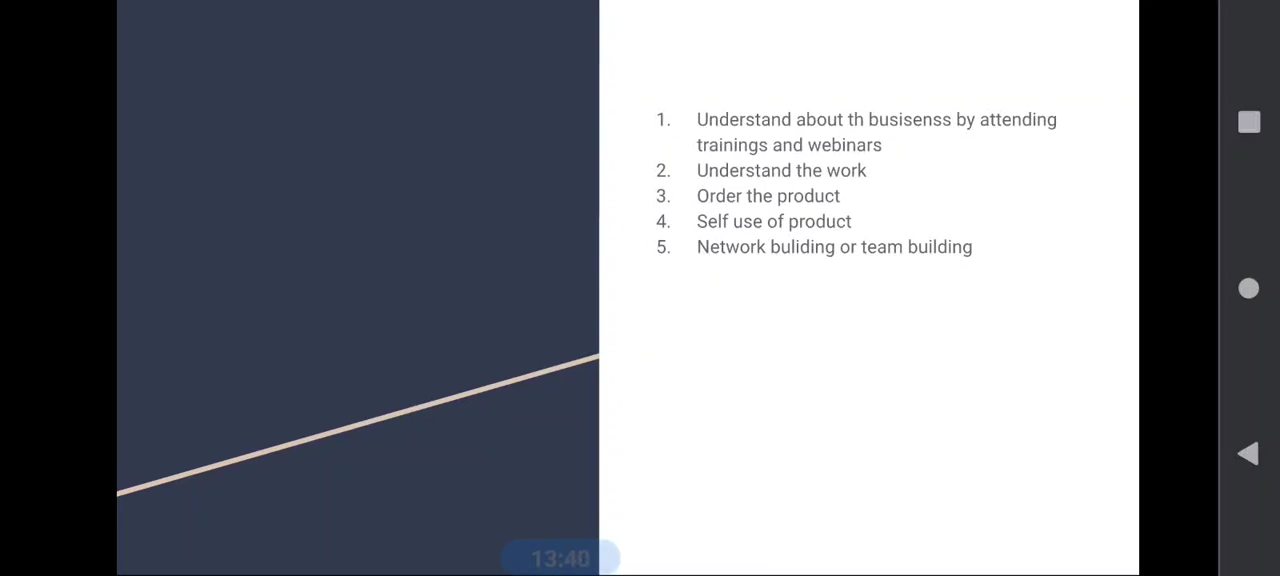 1. Understand about th busisenss by attending
trainings and webinars
2. Understand the work
3. Order the product
4. Self use of product
5. Network buliding or team building
13:40